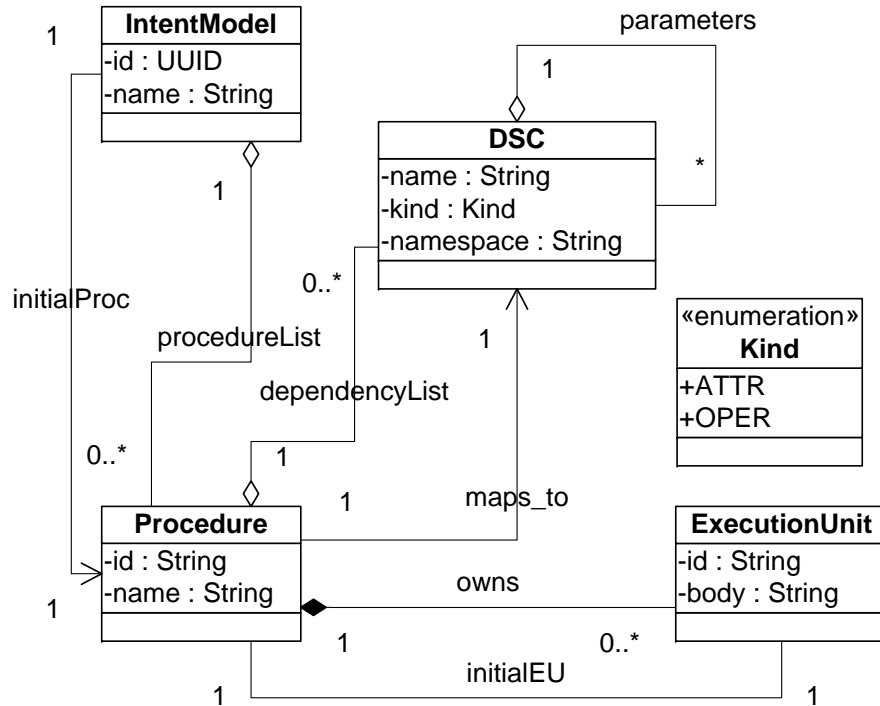 parameters
1
IntentModel
-id : UUID
-name : String
1
1
DSC
-name : String
-kind : Kind
-namespace : String
*
0..*
initialProc
procedureList
1
«enumeration»
Kind
+ATTR
+OPER
dependencyList
0..*
1
1
maps_to
Procedure
-id : String
-name : String
ExecutionUnit
-id : String
-body : String
owns
1
1
0..*
initialEU
1
1